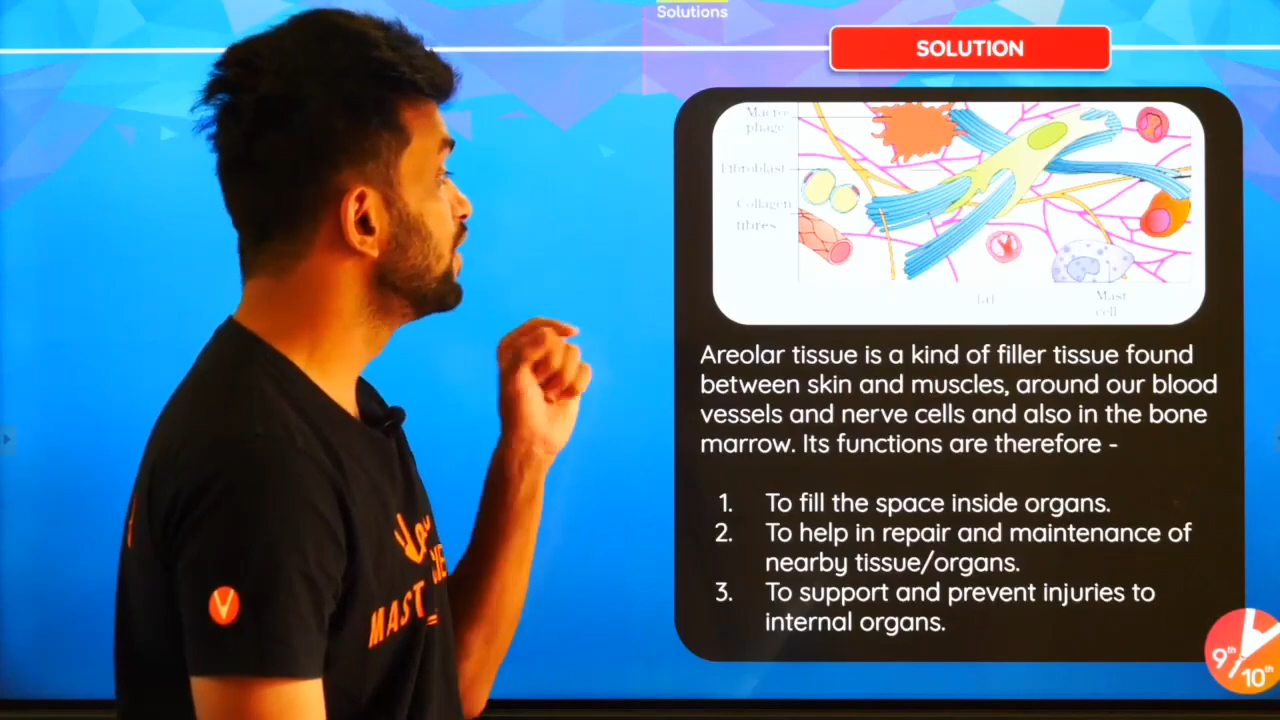 Solutions
SOLUTION
Macro-
phage
Fibroblast
Collagen
fibres
(a)
Mast
cell
Areolar tissue is a kind of filler tissue found
between skin and muscles, around our blood
vessels and nerve cells and also in the bone
marrow. Its functions are therefore -
1. To fill the space inside organs.
2. To help in repair and maintenance of
nearby tissue/organs.
3. To support and prevent injuries to
internal organs.
MAST
V
9th
10th